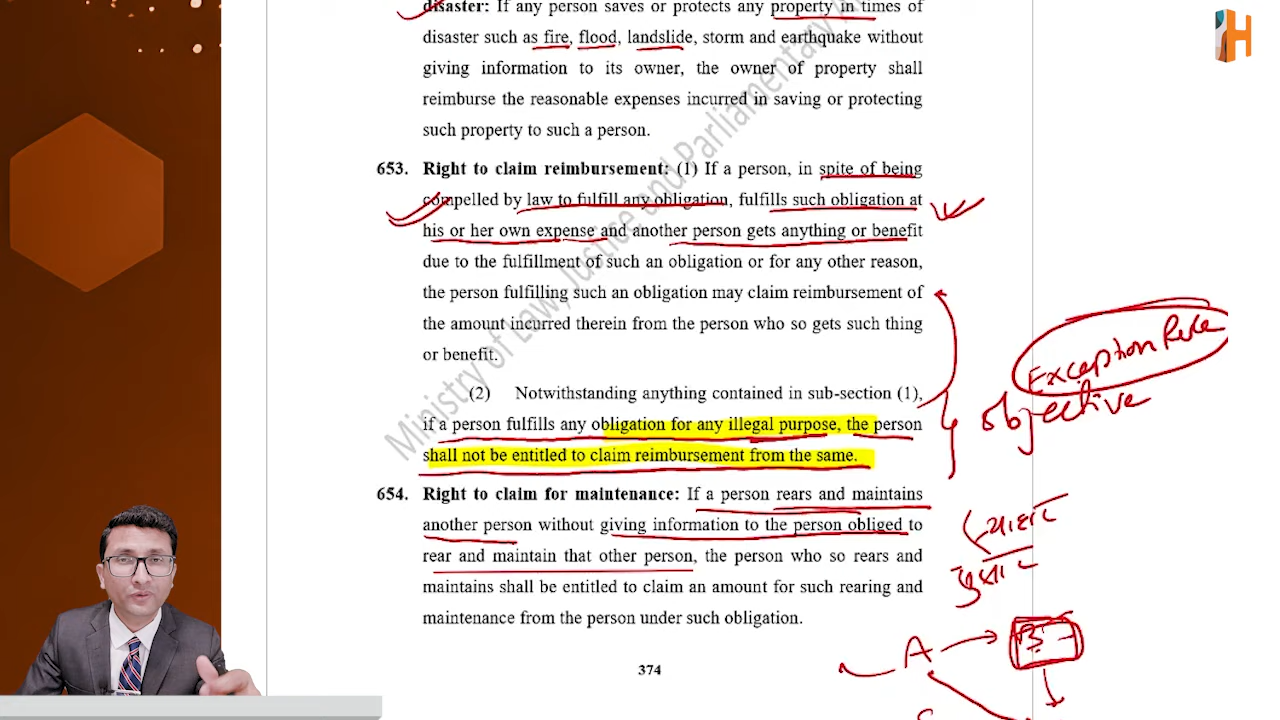 H
disaster: If any person saves or protects any property in times of
disaster such as fire, flood, landslide, storm and earthquake without
giving information to its owner, the owner of property shall
reimburse the reasonable expenses incurred in saving or protecting
such property to such a person.
653. Right to claim reimbursement: (1) If a person, in spite of being
compelled by law to fulfill any obligation, fulfills such obligation at
his or her own expense and another person gets anything or benefit
due to the fulfillment of such an obligation or for any other reason,
the person fulfilling such an obligation may claim reimbursement of
the amount incurred therein from the person who so gets such thing
or benefit.
(2) Notwithstanding anything contained in sub-section (1),
if a person fulfills any obligation for any illegal purpose, the person
shall not be entitled to claim reimbursement from the same.
654. Right to claim for maintenance: If a person rears and maintains
another person without giving information to the person obliged to
rear and maintain that other person, the person who so rears and
maintains shall be entitled to claim an amount for such rearing and
maintenance from the person under such obligation.
374
Ministry of Law, Justice and Parliamentary
Exception Rule
objective
A
B